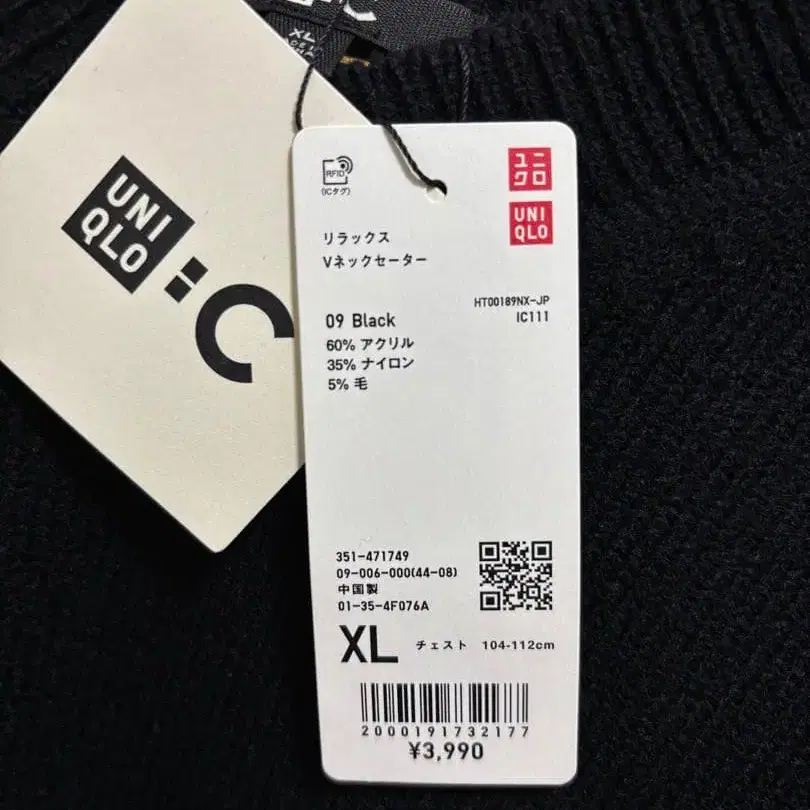 XL
UNI
QLO
:C
RFID
(ICタグ)
ユニ
クロ
UNI
QLO
リラックス
Vネックセーター
HT00189NX-JP
IC111
09 Black
60% アクリル
35% ナイロン
5% 毛
351-471749
09-006-000(44-08)
中国製
01-35-4F076A
XL チェスト 104-112cm
2000191732177
¥3,990